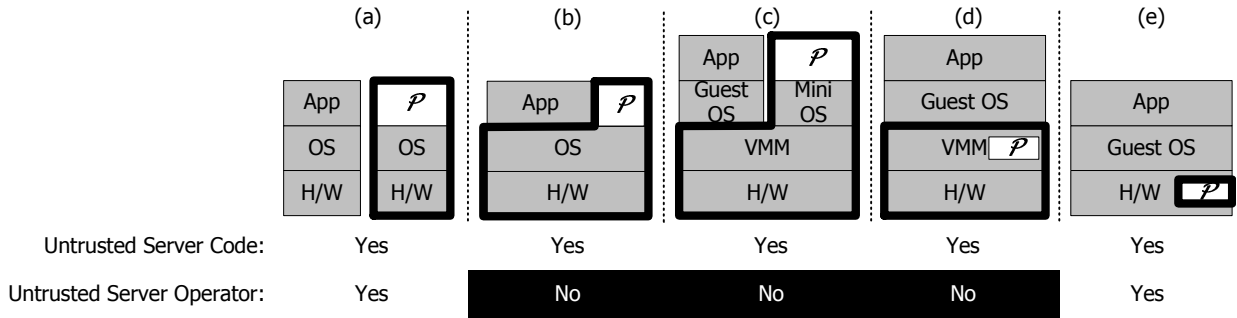 (a) (b) (c) (d) (e)
App 𝒫 App
App 𝒫 App 𝒫 Guest OS Mini OS Guest OS App
OS OS OS VMM VMM 𝒫 Guest OS
H/W H/W H/W H/W H/W H/W 𝒫
Untrusted Server Code: Yes Yes Yes Yes Yes
Untrusted Server Operator: Yes No No No Yes